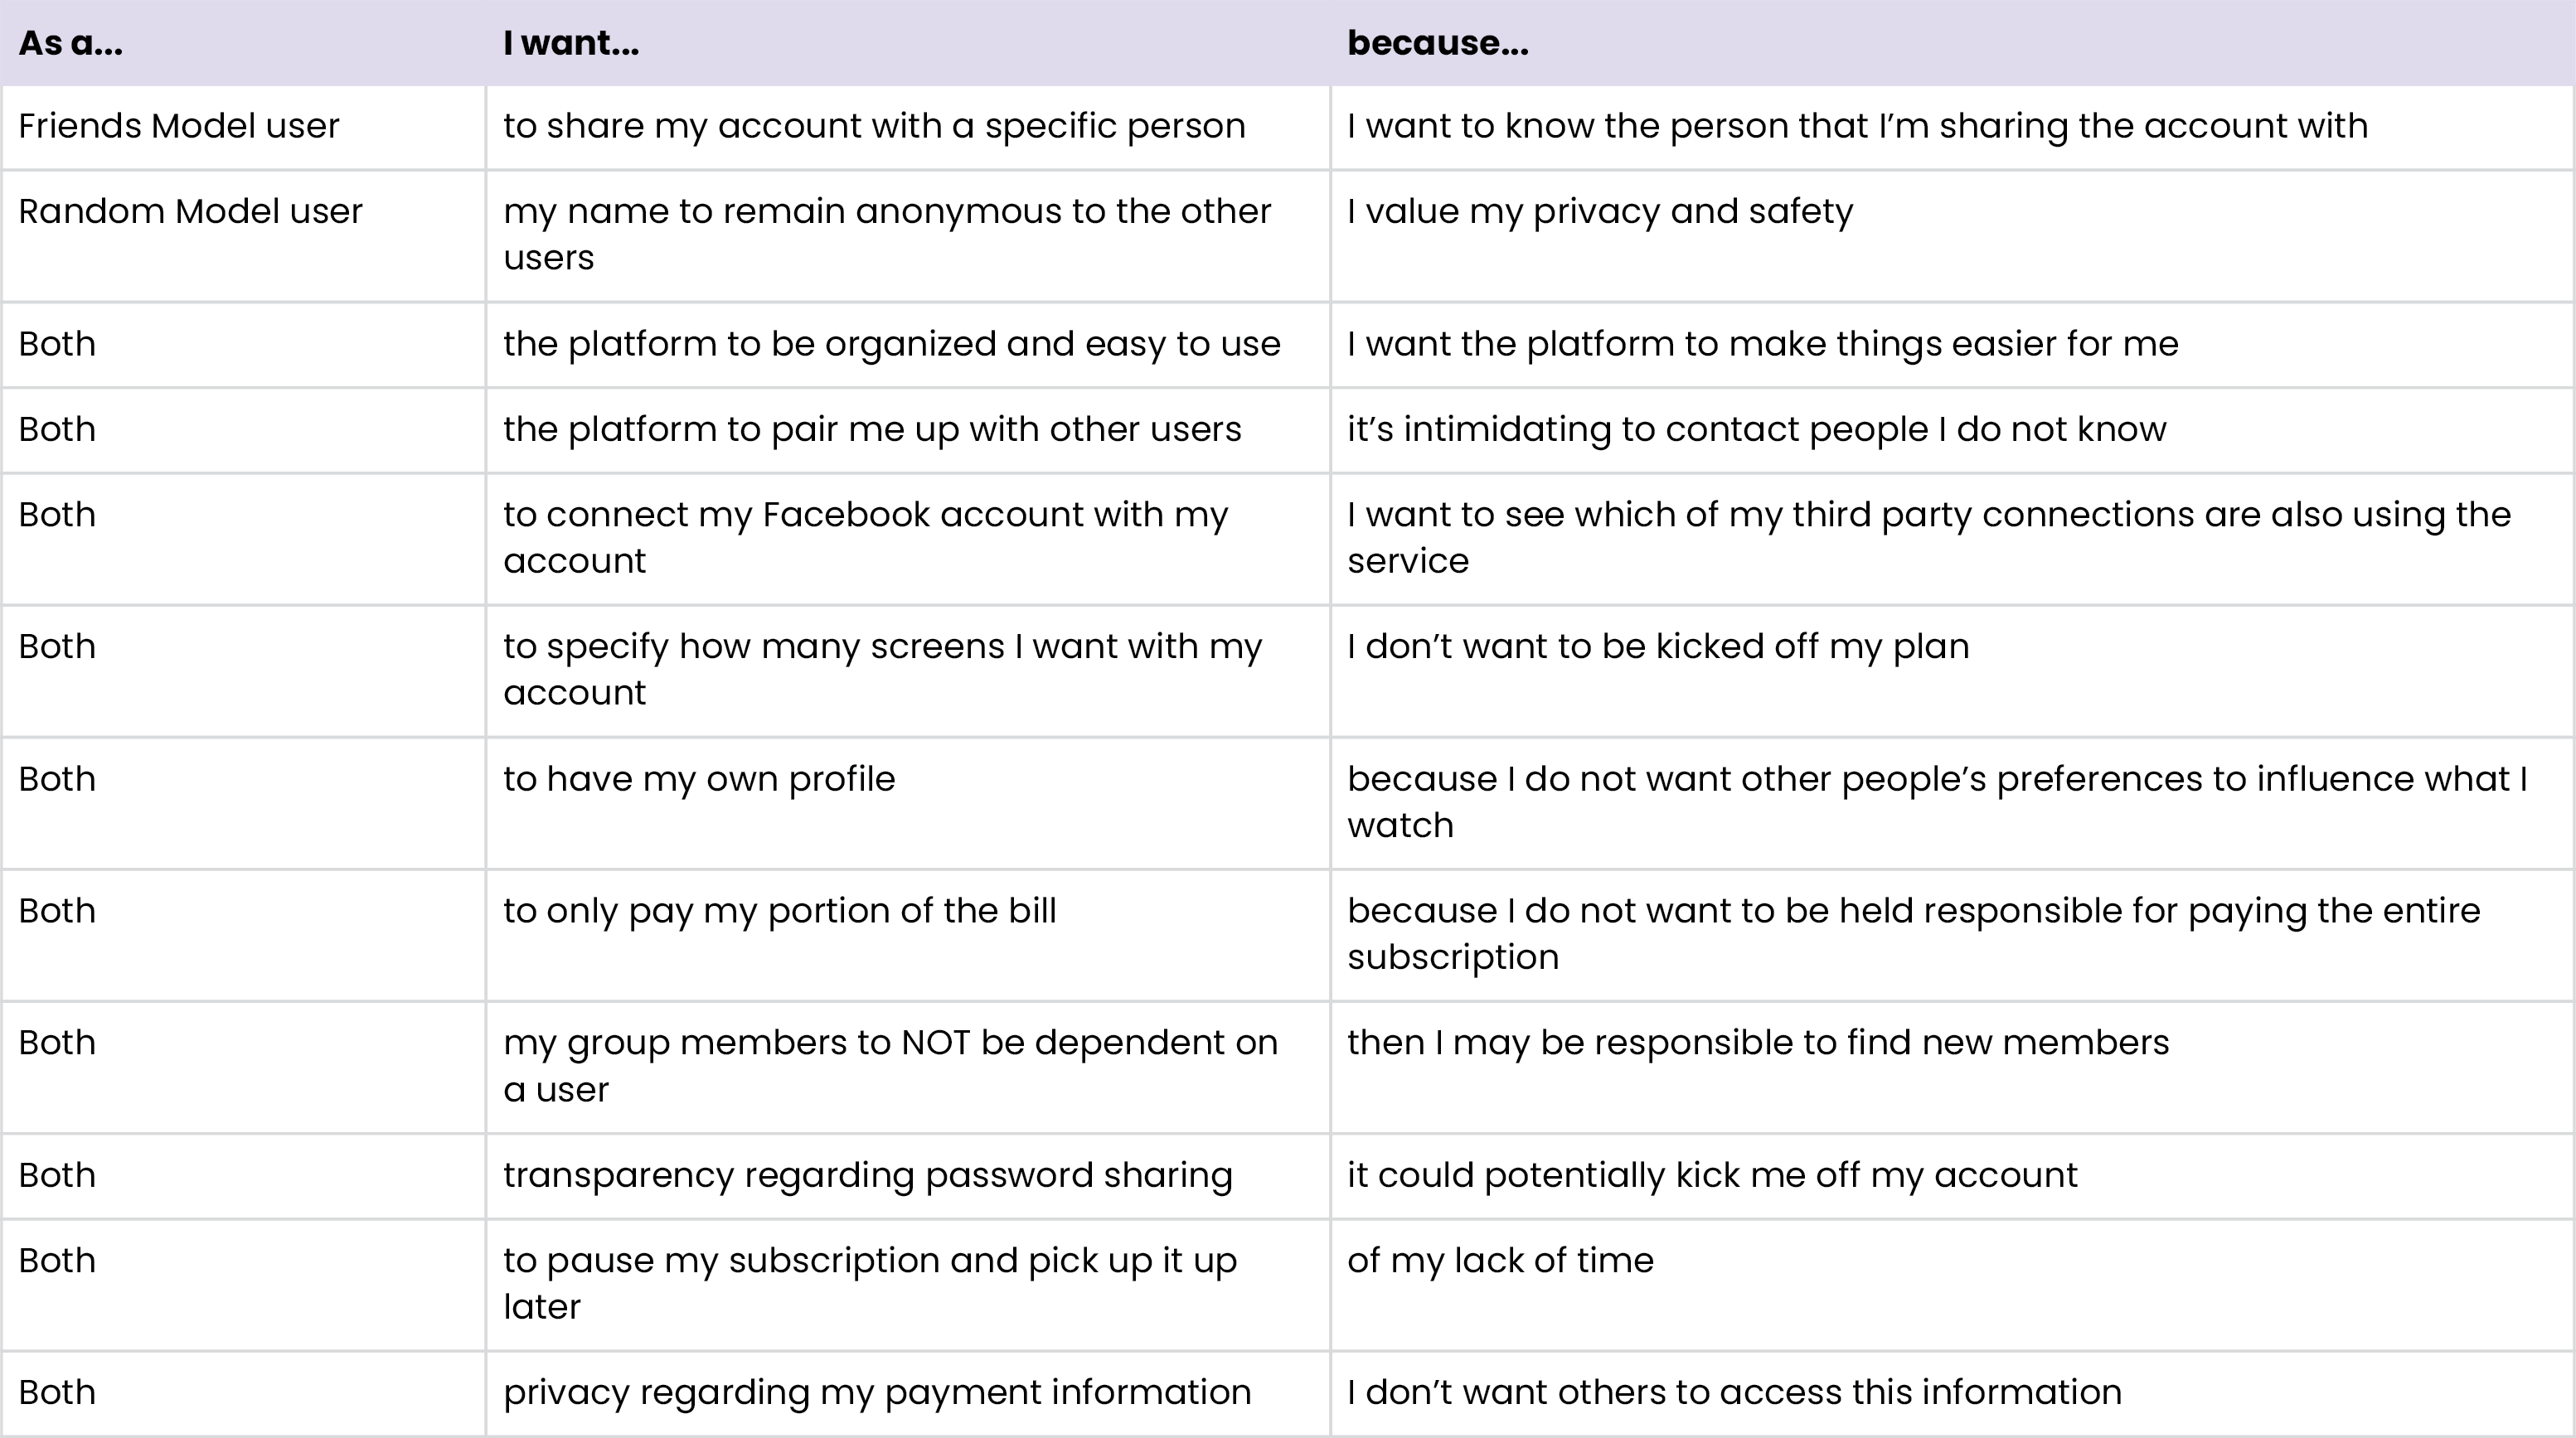 As a... I want... because...
Friends Model user to share my account with a specific person I want to know the person that I’m sharing the account with
Random Model user my name to remain anonymous to the other I value my privacy and safety
users
Both the platform to be organized and easy to use I want the platform to make things easier for me
Both the platform to pair me up with other users it’s intimidating to contact people I do not know
Both to connect my Facebook account with my I want to see which of my third party connections are also using the
account service
Both to specify how many screens I want with my I don’t want to be kicked off my plan
account
Both to have my own profile because I do not want other people’s preferences to influence what I
watch
Both to only pay my portion of the bill because I do not want to be held responsible for paying the entire
subscription
Both my group members to NOT be dependent on then I may be responsible to find new members
a user
Both transparency regarding password sharing it could potentially kick me off my account
Both to pause my subscription and pick up it up of my lack of time
later
Both privacy regarding my payment information I don’t want others to access this information